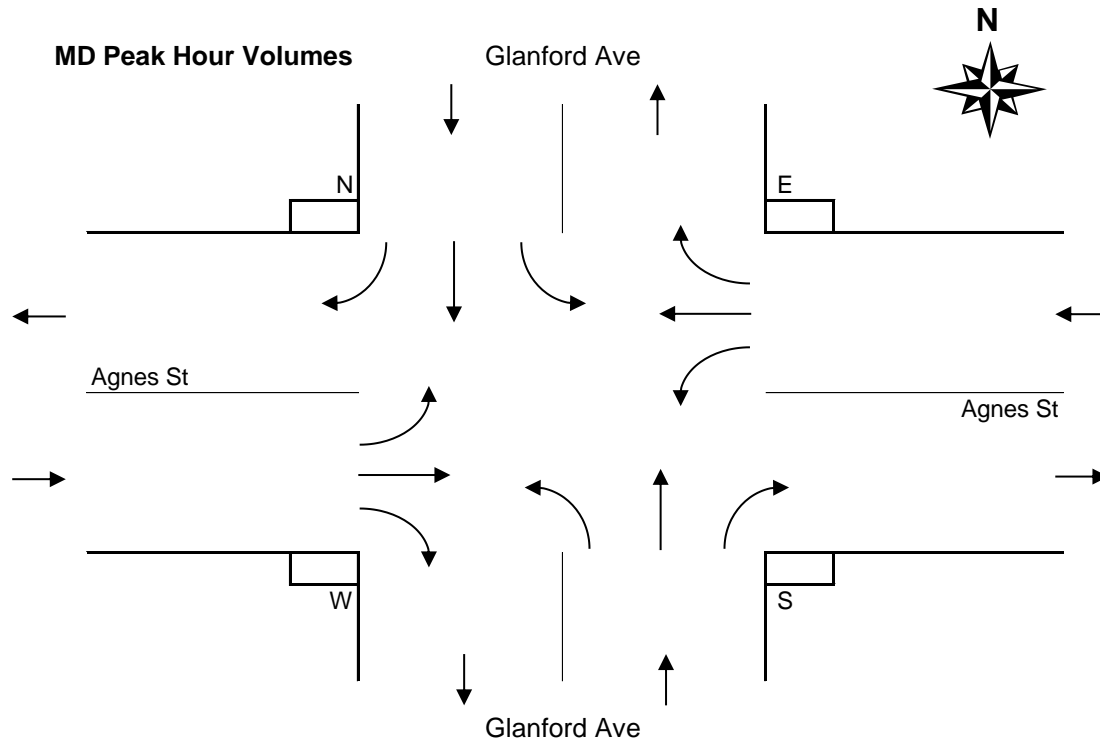 N
MD Peak Hour Volumes
Glanford Ave
N
E
Agnes St
Agnes St
W
S
Glanford Ave